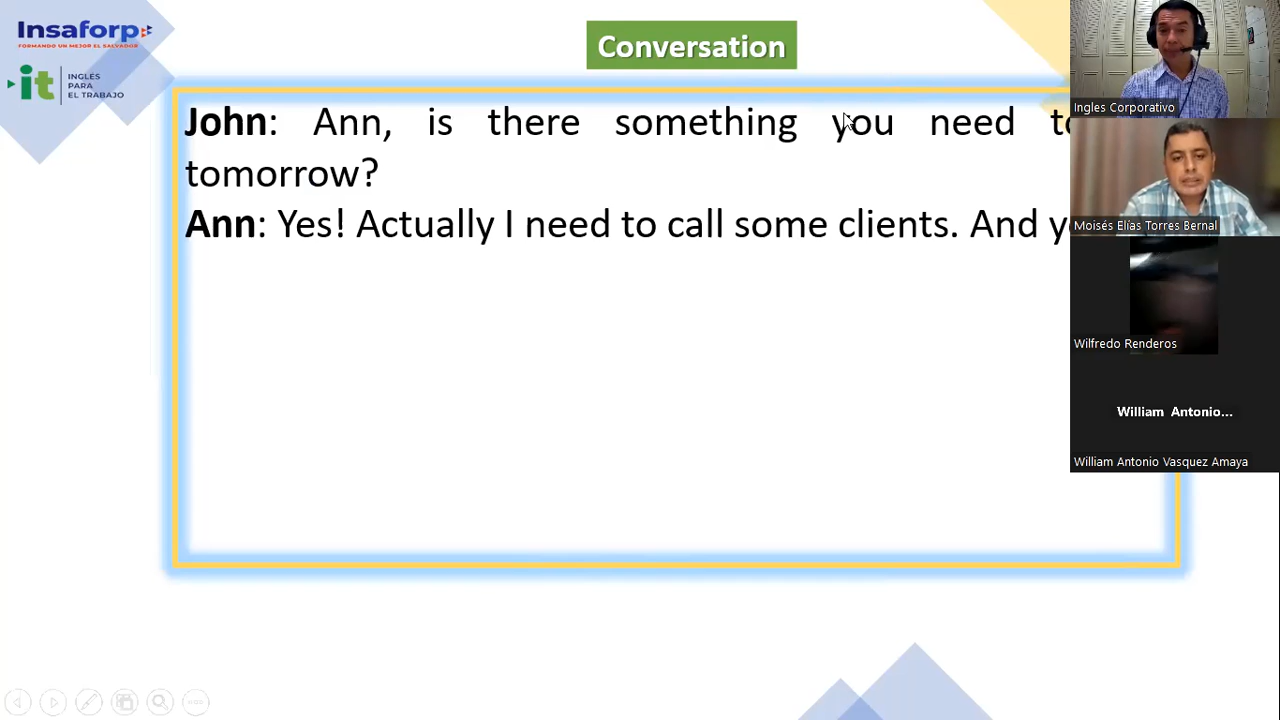 Insaforp
FORMANDO UN MEJOR EL SALVADOR
it
INGLÉS
PARA
EL TRABAJO
Conversation
John: Ann, is there something you need
tomorrow?
Ann: Yes! Actually I need to call some clients. And
Ingles Corporativo
Moisés Elías Torres Bernal
Wilfredo Renderos
William Antonio...
William Antonio Vasquez Amaya